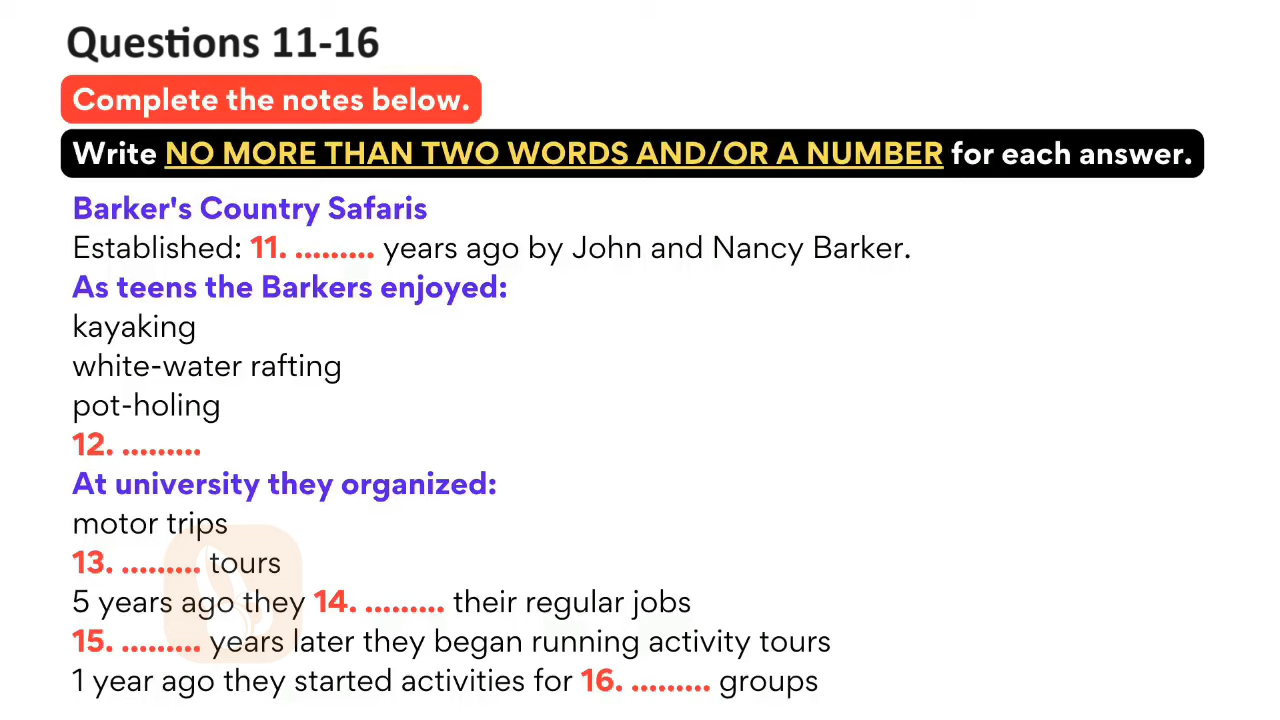 Questions 11-16
Complete the notes below.
Write NO MORE THAN TWO WORDS AND/OR A NUMBER for each answer.
Barker's Country Safaris
Established: 11. ......... years ago by John and Nancy Barker.
As teens the Barkers enjoyed:
kayaking
white-water rafting
pot-holing
12. .........
At university they organized:
motor trips
13. ......... tours
5 years ago they 14. ......... their regular jobs
15. ......... years later they began running activity tours
1 year ago they started activities for 16. ......... groups